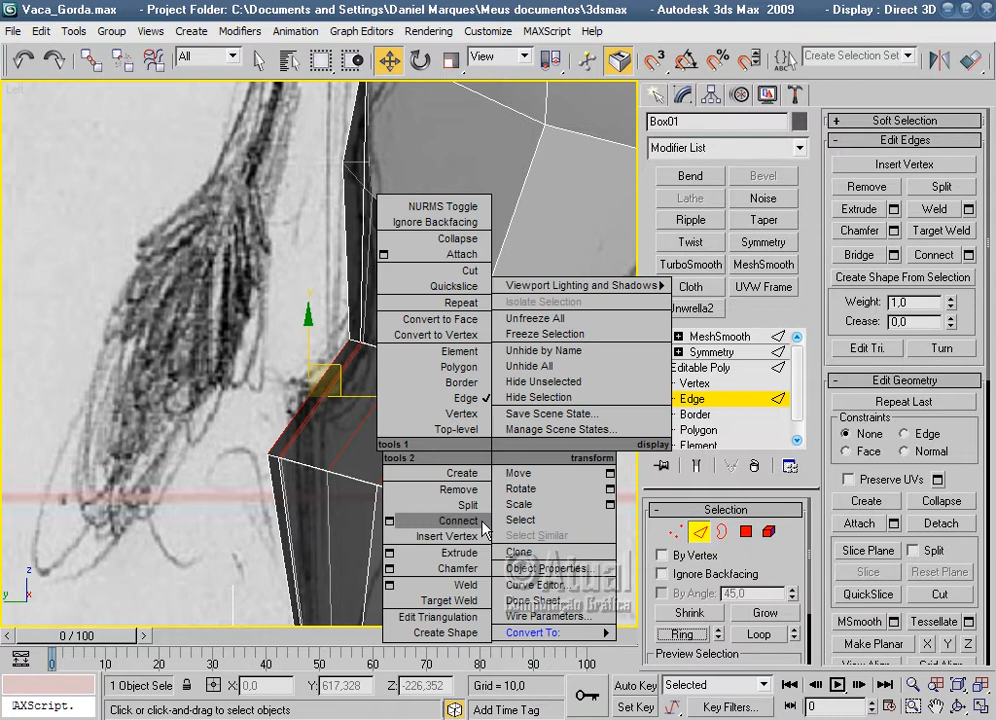 Vaca_Gorda.max - Project Folder: C:\Documents and Settings\Daniel Marques\Meus documentos\3dsmax - Autodesk 3ds Max 2009 - Display : Direct 3D
File Edit Tools Group Views Create Modifiers Animation Graph Editors Rendering Customize MAXScript Help
All View Create Selection Set
Left
NURMS Toggle
Ignore Backfacing
Collapse
Attach
Cut
Quickslice
Repeat
Convert to Face
Convert to Vertex
Element
Polygon
Border
Edge
Vertex
Top-level
tools 1
Viewport Lighting and Shadows
Isolate Selection
Unfreeze All
Freeze Selection
Unhide by Name
Unhide All
Hide Unselected
Hide Selection
Save Scene State...
Manage Scene States...
display
tools 2
Create
Remove
Split
Connect
Insert Vertex
Extrude
Chamfer
Weld
Target Weld
Edit Triangulation
Create Shape
transform
Move
Rotate
Scale
Select
Select Similar
Clone
Object Properties...
Curve Editor...
Dope Sheet...
Wire Parameters...
Convert To:
©Atual
Computação Gráfica
z
y x
Box01
Modifier List
Bend Bevel
Lathe Noise
Ripple Taper
Twist Symmetry
TurboSmooth MeshSmooth
Cloth UVW Frame
Unwrella2
MeshSmooth
Symmetry
Editable Poly
Vertex
Edge
Border
Polygon
Element
Selection
By Vertex
Ignore Backfacing
By Angle: 45,0
Shrink Grow
Ring Loop
Preview Selection
Soft Selection
Edit Edges
Insert Vertex
Remove Split
Extrude Weld
Chamfer Target Weld
Bridge Connect
Create Shape From Selection
Weight: 1,0
Crease: 0,0
Edit Tri. Turn
Edit Geometry
Repeat Last
Constraints
None Edge
Face Normal
Preserve UVs
Create Collapse
Attach Detach
Slice Plane Split
Slice Reset Plane
QuickSlice Cut
MSmooth Tessellate
Make Planar X Y Z
0 / 100
0 10 20 30 40 50 60 70 80 90 100
1 Object Sele X: 0,0 Y: 617,328 Z: -226,352 Grid = 10,0
AXScript.
Click or click-and-drag to select objects
Add Time Tag
Auto Key Selected
Set Key Key Filters... 0